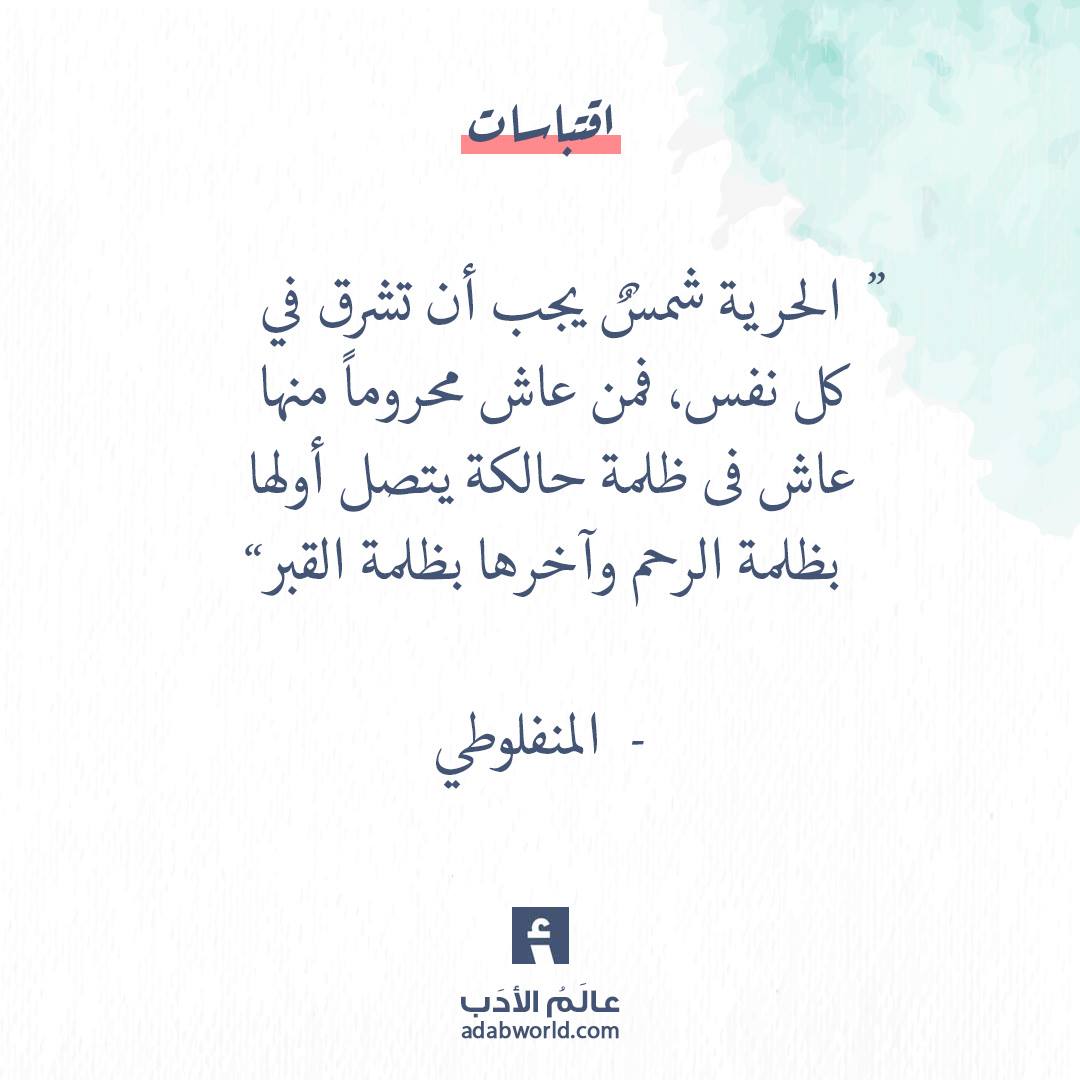 اقتباسات
” الحرية شمسٌ يجب أن تشرق في
كل نفس، فمن عاش محروماً منها
عاش فى ظلمة حالكة يتصل أولها
بظلمة الرحم وآخرها بظلمة القبر“
- المنفلوطي
أ
عالَمُ الأدَب
adabworld.com